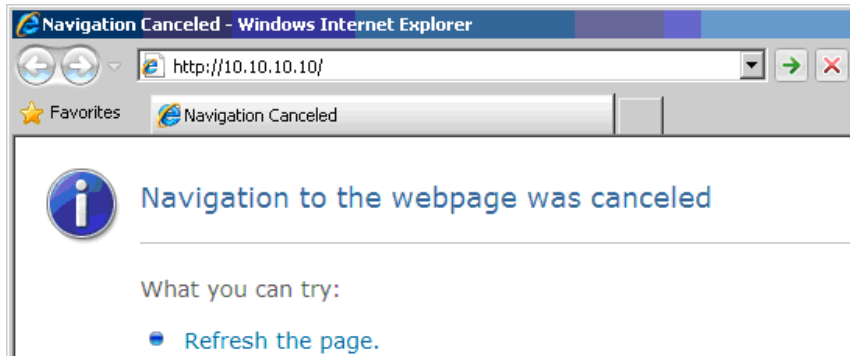 Navigation Canceled - Windows Internet Explorer
http://10.10.10.10/
Favorites
Navigation Canceled
Navigation to the webpage was canceled
What you can try:
Refresh the page.